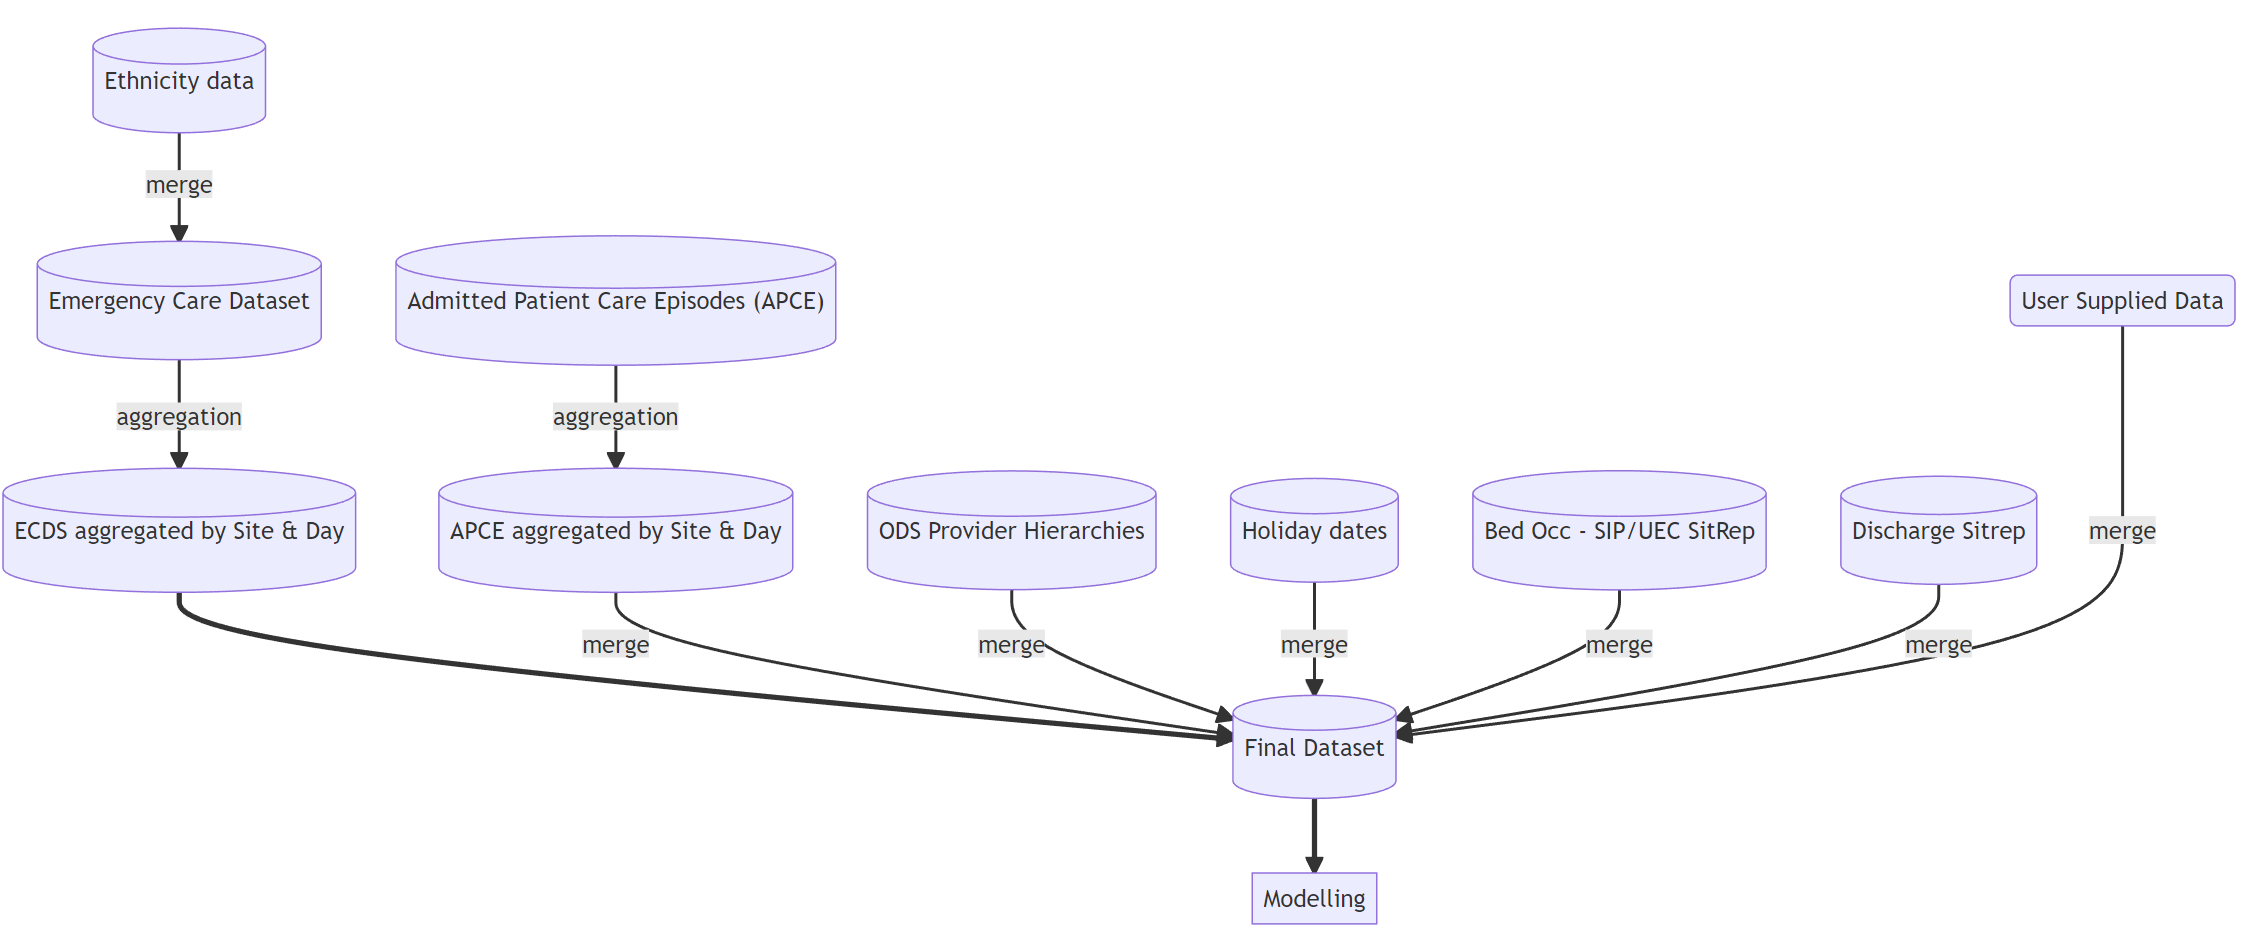 Ethnicity data
merge
Emergency Care Dataset
Admitted Patient Care Episodes (APCE)
User Supplied Data
aggregation
aggregation
ECDS aggregated by Site & Day
APCE aggregated by Site & Day
ODS Provider Hierarchies
Holiday dates
Bed Occ - SIP/UEC SitRep
Discharge Sitrep
merge
merge
merge
merge
merge
merge
Final Dataset
Modelling